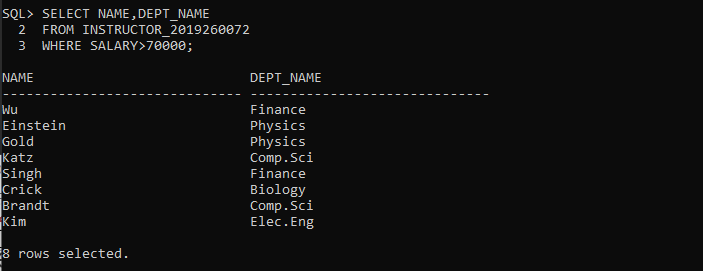 SQL> SELECT NAME,DEPT_NAME
  2  FROM INSTRUCTOR_2019260072
  3  WHERE SALARY>70000;
NAME                           DEPT_NAME
------------------------------ ------------------------------
Wu                             Finance
Einstein                       Physics
Gold                           Physics
Katz                           Comp.Sci
Singh                          Finance
Crick                          Biology
Brandt                         Comp.Sci
Kim                            Elec.Eng
8 rows selected.